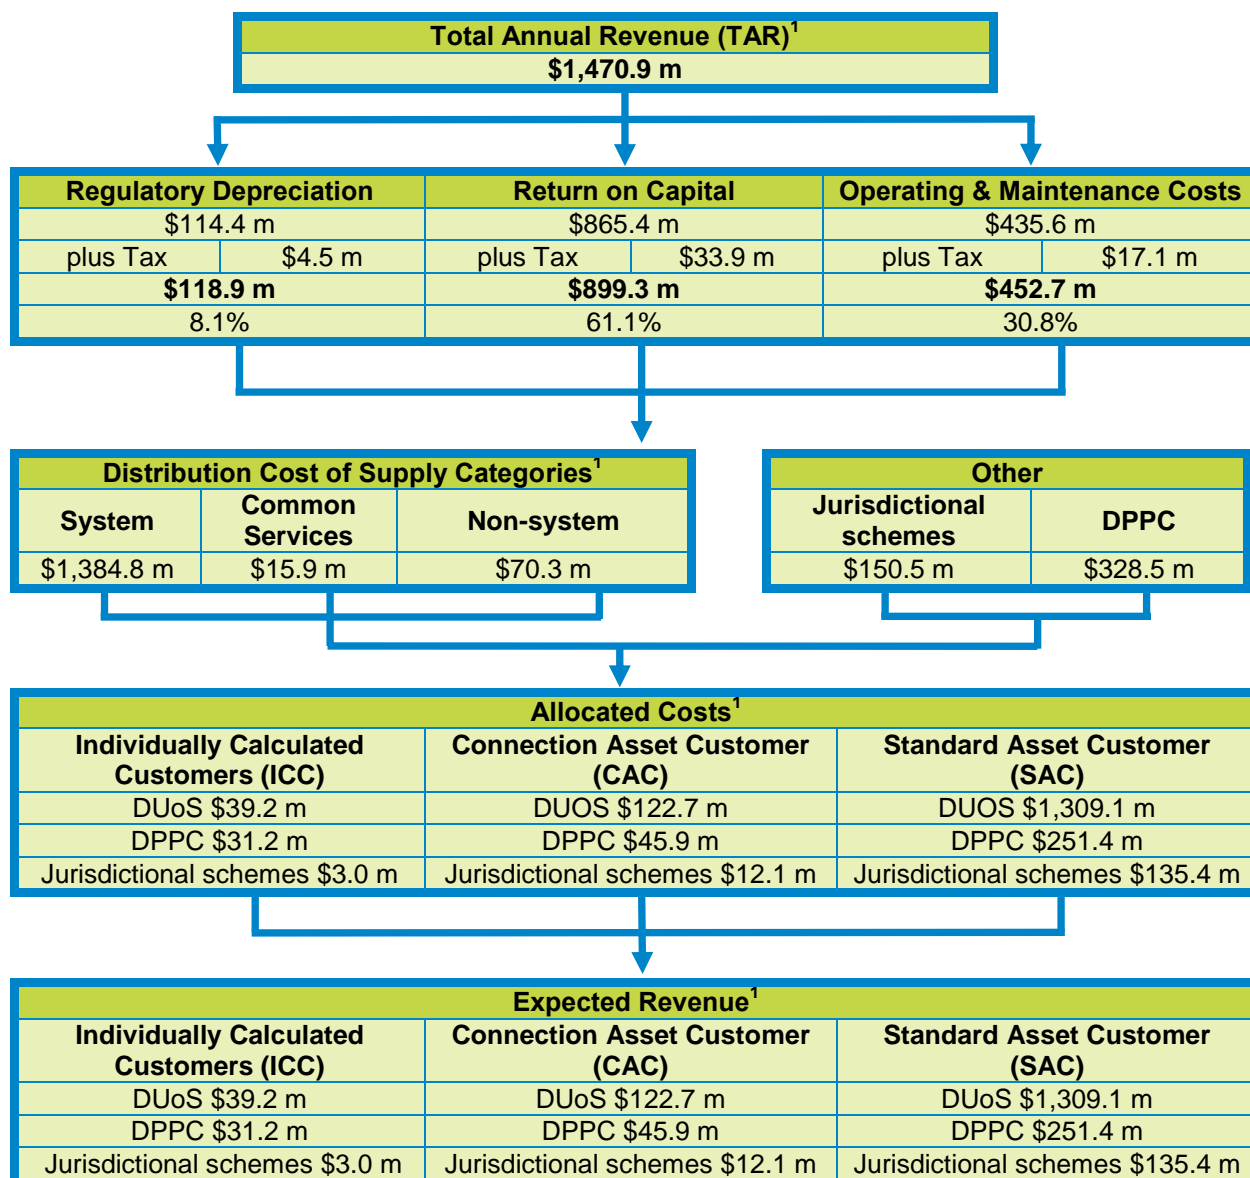 Total Annual Revenue (TAR)¹
$1,470.9 m
Regulatory Depreciation Return on Capital Operating & Maintenance Costs
$114.4 m $865.4 m $435.6 m
plus Tax $4.5 m plus Tax $33.9 m plus Tax $17.1 m
$118.9 m $899.3 m $452.7 m
8.1% 61.1% 30.8%
Distribution Cost of Supply Categories¹
System
Common
Services
Non-system
$1,384.8 m $15.9 m $70.3 m
Other
Jurisdictional
schemes
DPPC
$150.5 m $328.5 m
Allocated Costs¹
Individually Calculated
Customers (ICC)
Connection Asset Customer
(CAC)
Standard Asset Customer
(SAC)
DUoS $39.2 m DUOS $122.7 m DUOS $1,309.1 m
DPPC $31.2 m DPPC $45.9 m DPPC $251.4 m
Jurisdictional schemes $3.0 m Jurisdictional schemes $12.1 m Jurisdictional schemes $135.4 m
Expected Revenue¹
Individually Calculated
Customers (ICC)
Connection Asset Customer
(CAC)
Standard Asset Customer
(SAC)
DUoS $39.2 m DUoS $122.7 m DUoS $1,309.1 m
DPPC $31.2 m DPPC $45.9 m DPPC $251.4 m
Jurisdictional schemes $3.0 m Jurisdictional schemes $12.1 m Jurisdictional schemes $135.4 m